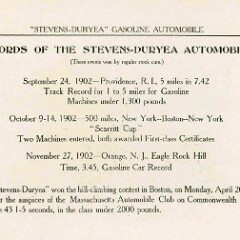 "STEVENS-DURYEA" GASOLINE AUTOMOBILE
ORDS OF THE STEVENS-DURYEA AUTOMOBI
(These events won by regular stock cars.)
September 24, 1902—Providence, R. I., 5 miles in 7.42
Track Record for 1 to 5 miles for Gasoline
Machines under 1,300 pounds
October 9-14, 1902—500 miles, New York-Boston-New York
"Scarritt Cup"
Two Machines entered, both awarded First-class Certificates
November 27, 1902—Orange, N. J., Eagle Rock Hill
Time, 3.45, Gasoline Car Record
Stevens-Duryea" won the hill-climbing contest in Boston, on Monday, April 20
er the auspices of the Massachusetts Automobile Club on Commonwealth
e 43 1-5 seconds, in the class under 2000 pounds.